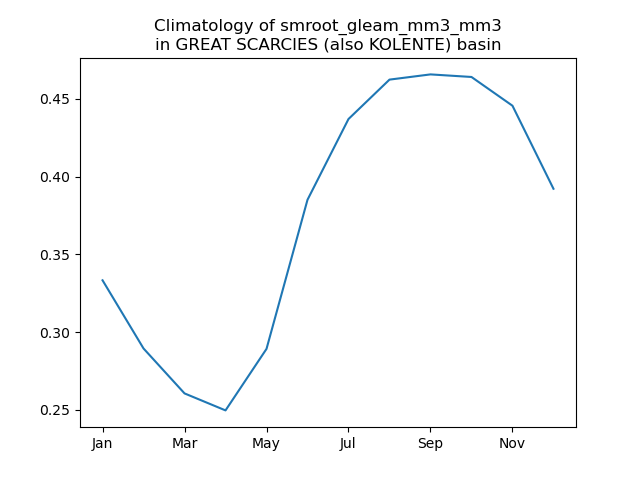 Climatology of smroot_gleam_mm3_mm3
in GREAT SCARCIES (also KOLENTE) basin
0.45
0.40
0.35
0.30
0.25
Jan Mar May Jul Sep Nov